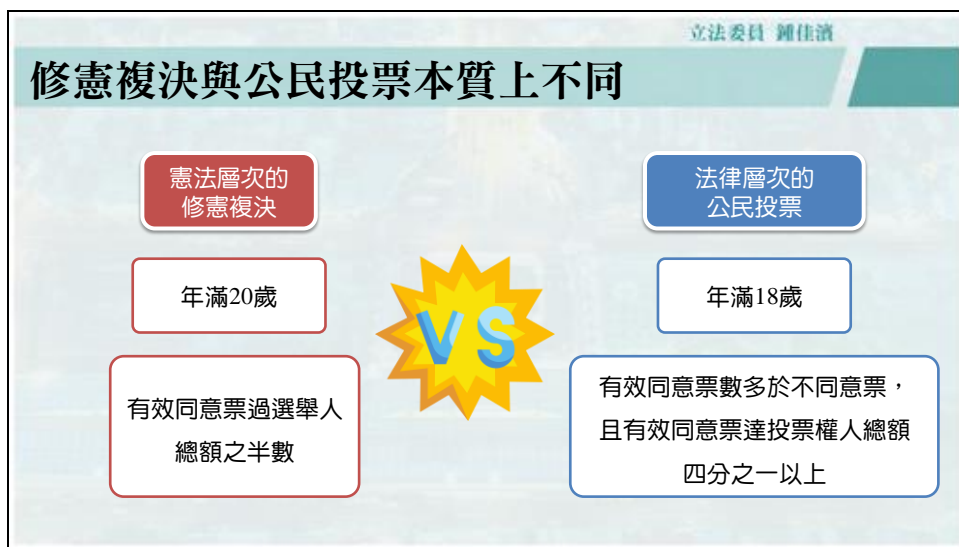 立法委員 鍾佳濱
修憲複決與公民投票本質上不同
憲法層次的
修憲複決
法律層次的
公民投票
年滿20歲
VS
年滿18歲
有效同意票過選舉人
總額之半數
有效同意票數多於不同意票，
且有效同意票達投票權人總額
四分之一以上